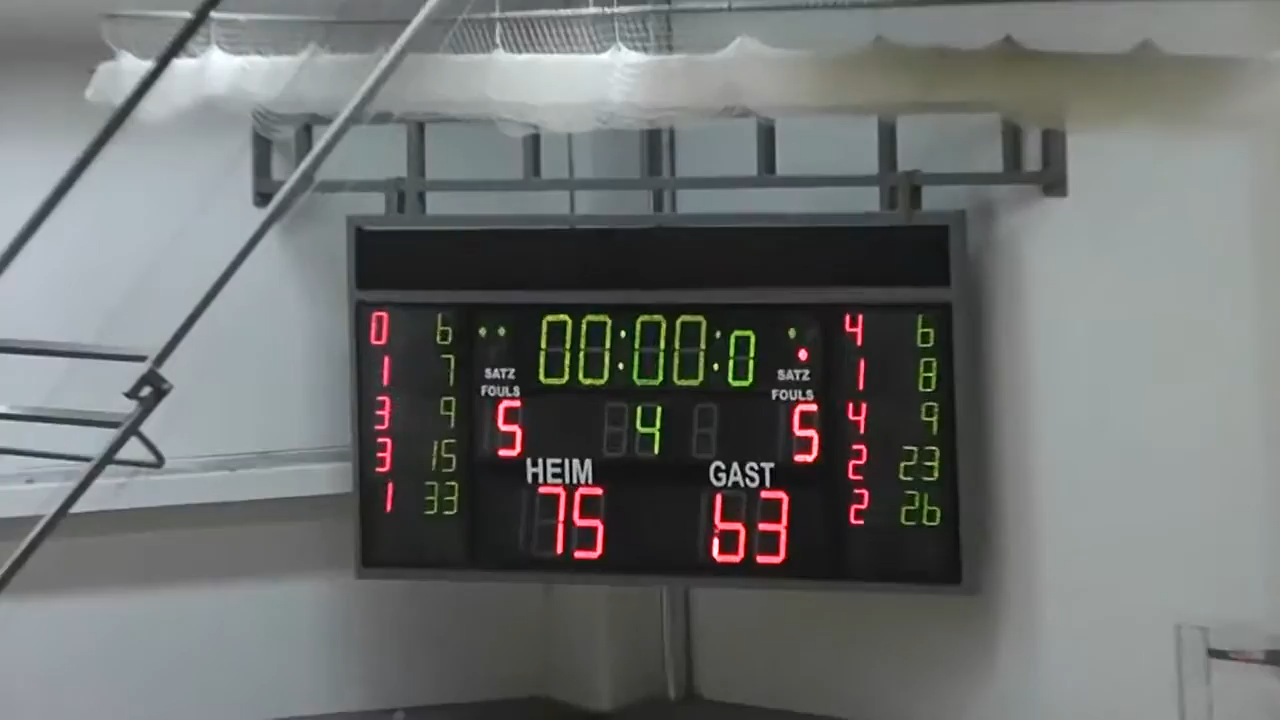 0 6 00:00:0 4 6
1 7 SATZ SATZ 1 8
FOULS FOULS
3 9 5 4 5 4 9
3 15 HEIM GAST 2 23
1 33 75 63 2 26